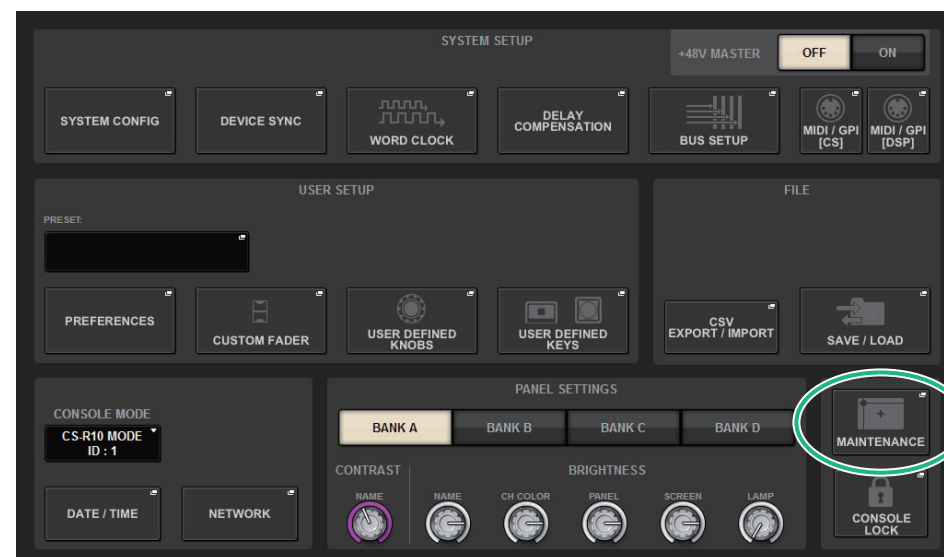 SYSTEM SETUP
+48V MASTER
OFF
ON
SYSTEM CONFIG
DEVICE SYNC
WORD CLOCK
DELAY
COMPENSATION
BUS SETUP
MIDI / GPI
[CS]
MIDI / GPI
[DSP]
USER SETUP
PRESET:
PREFERENCES
CUSTOM FADER
USER DEFINED
KNOBS
USER DEFINED
KEYS
FILE
CSV
EXPORT / IMPORT
SAVE / LOAD
CONSOLE MODE
CS-R10 MODE
ID : 1
DATE / TIME
NETWORK
PANEL SETTINGS
BANK A
BANK B
BANK C
BANK D
CONTRAST
BRIGHTNESS
NAME
NAME
CH COLOR
PANEL
SCREEN
LAMP
MAINTENANCE
CONSOLE
LOCK